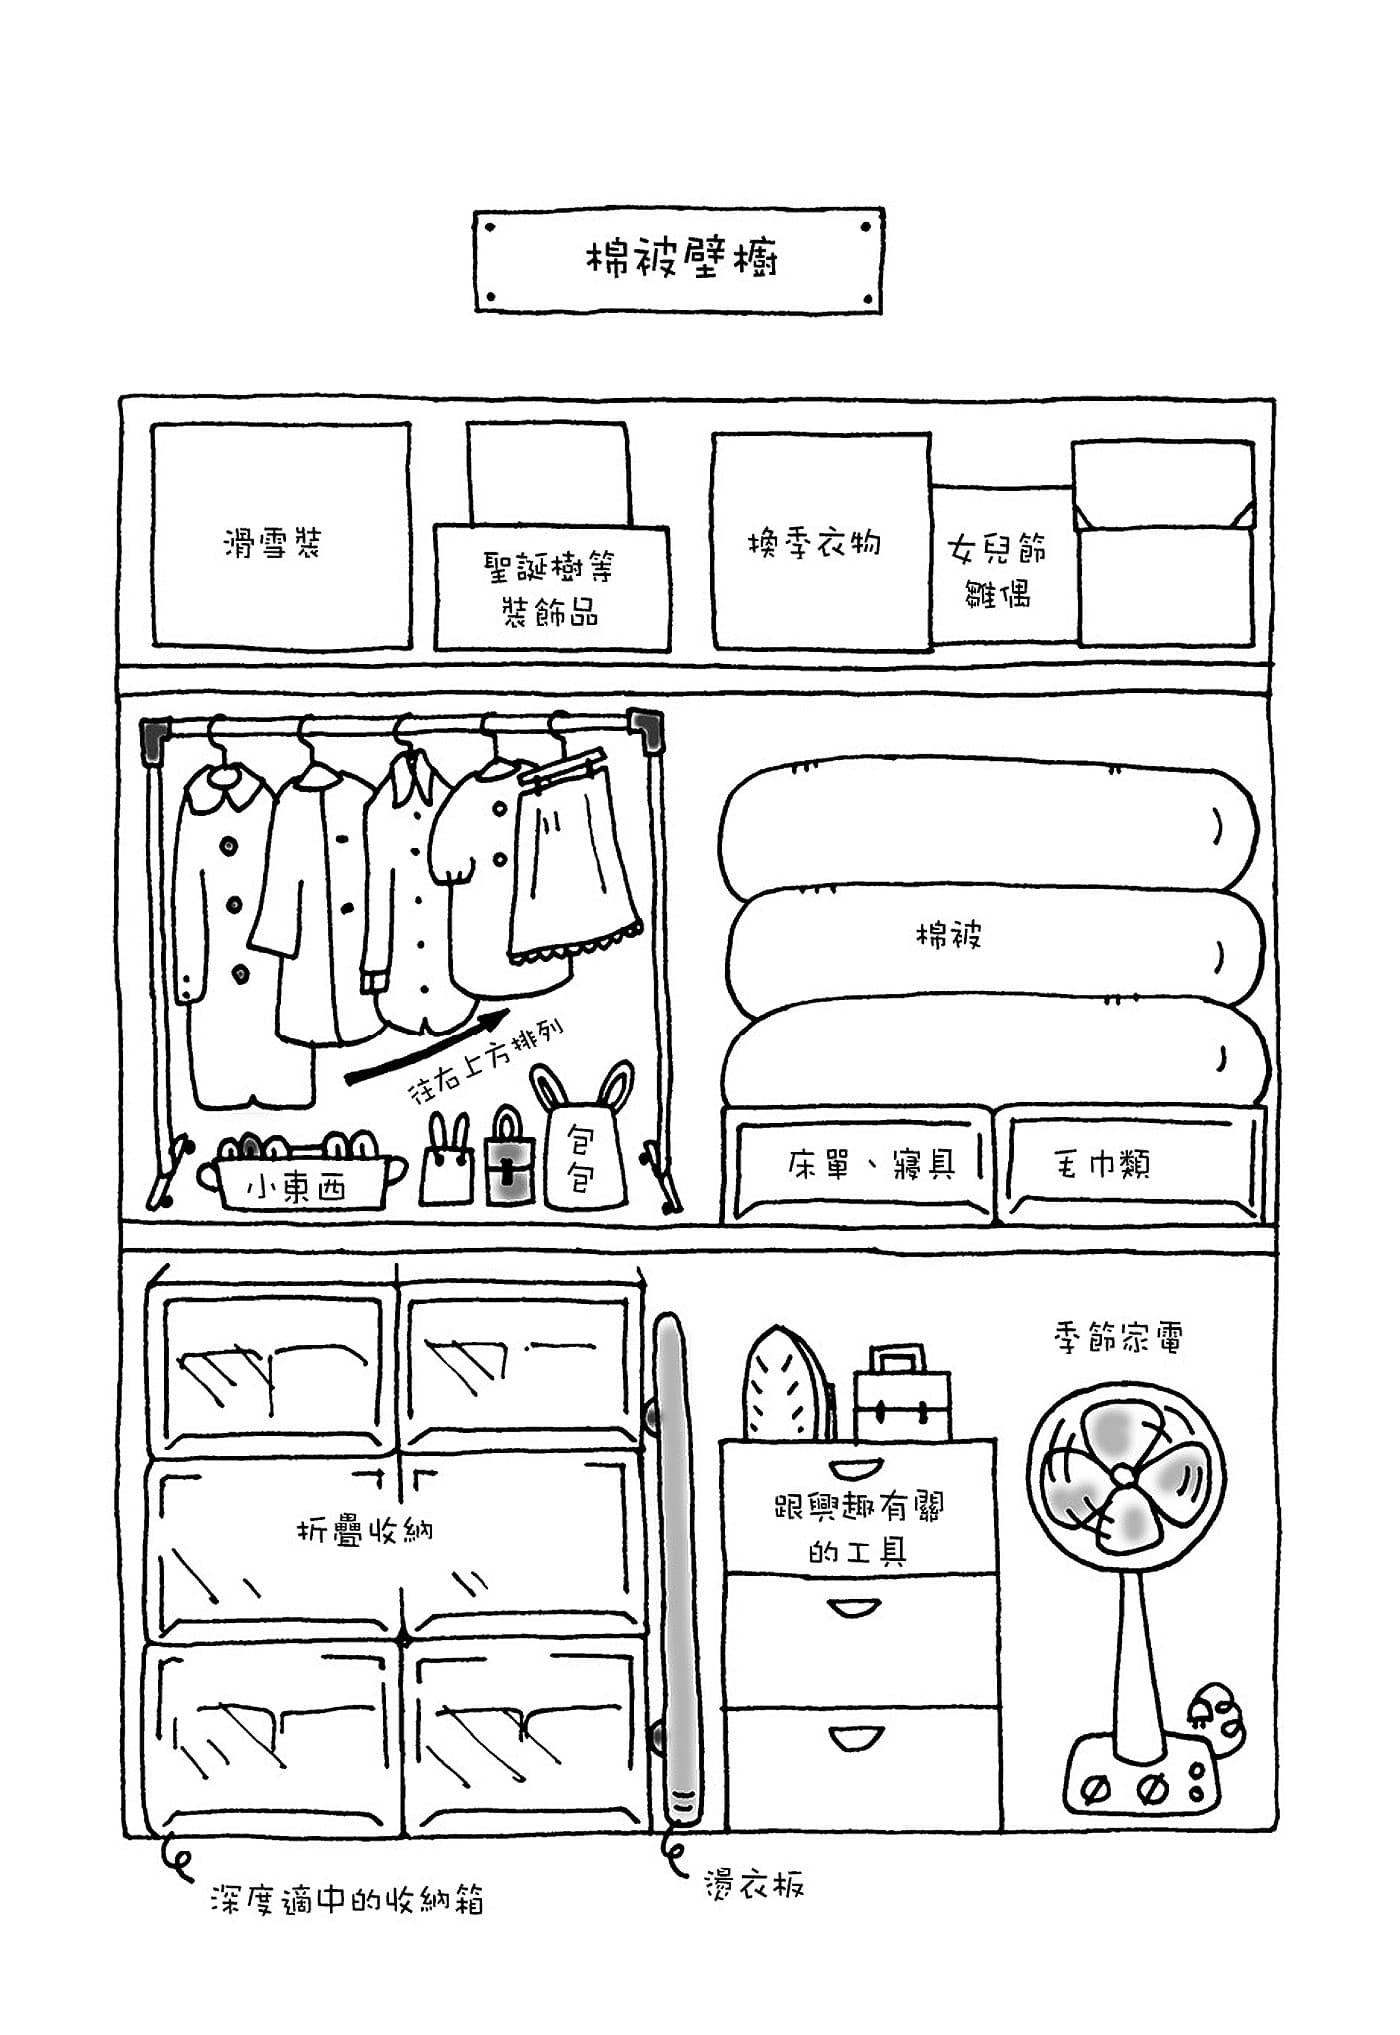 棉被壁櫥
滑雪裝
聖誕樹等
裝飾品
換季衣物
女兒節
雛偶
往右上方排列
小東西
包
包
棉被
床單、寢具
毛巾類
折疊收納
跟興趣有關
的工具
季節家電
深度適中的收納箱
燙衣板